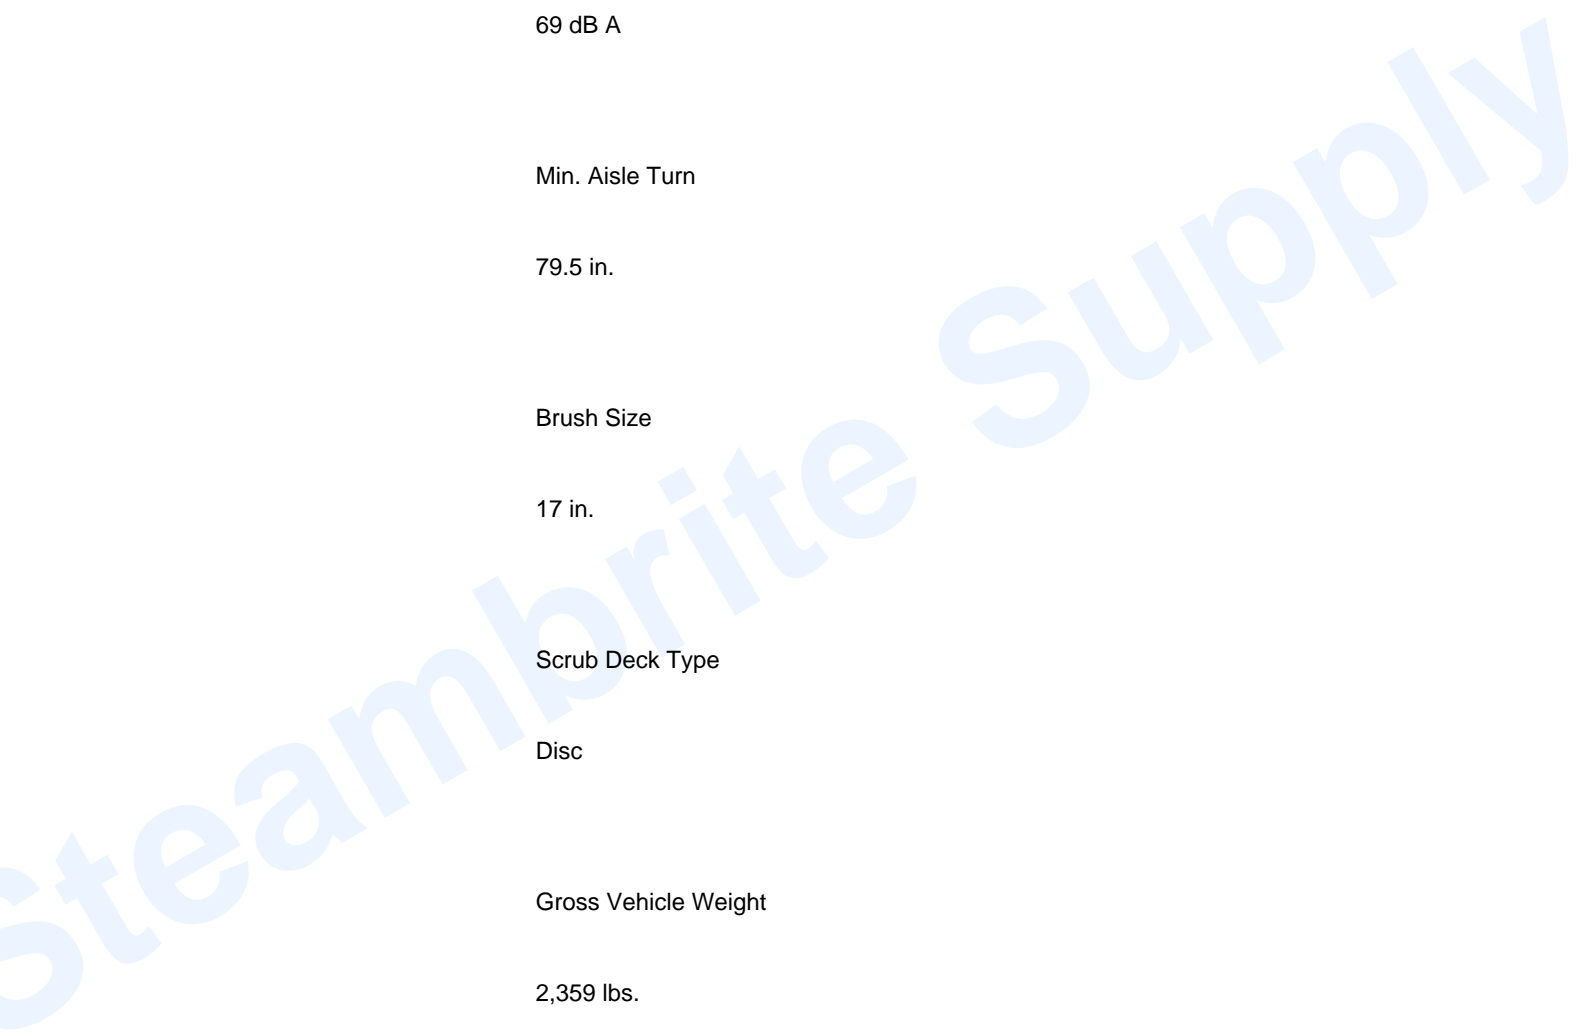 69 dB A
Min. Aisle Turn
79.5 in.
Brush Size
17 in.
Scrub Deck Type
Disc
Gross Vehicle Weight
2,359 lbs.
Steambrite Supply